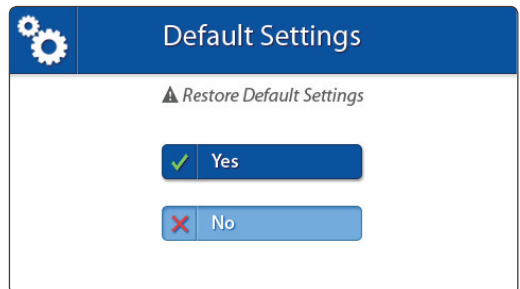 Default Settings
Restore Default Settings
Yes
No